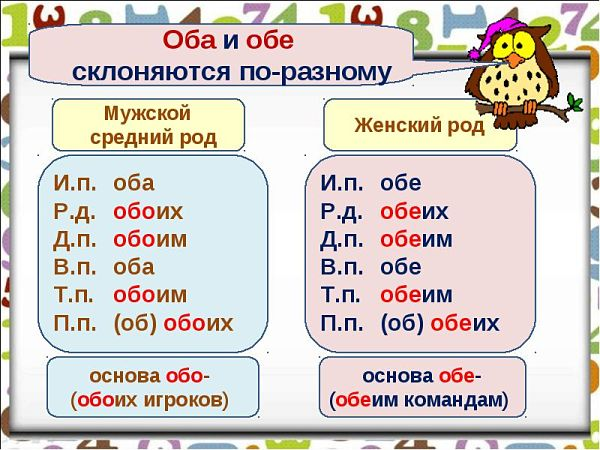 Оба и обе
склоняются по-разному
Мужской
средний род
И.п. оба
Р.д. обоих
Д.п. обоим
В.п. оба
Т.п. обоим
П.п. (об) обоих
основа обо-
(обоих игроков)
Женский род
И.п. обе
Р.д. обеих
Д.п. обеим
В.п. обе
Т.п. обеим
П.п. (об) обеих
основа обе-
(обеим командам)